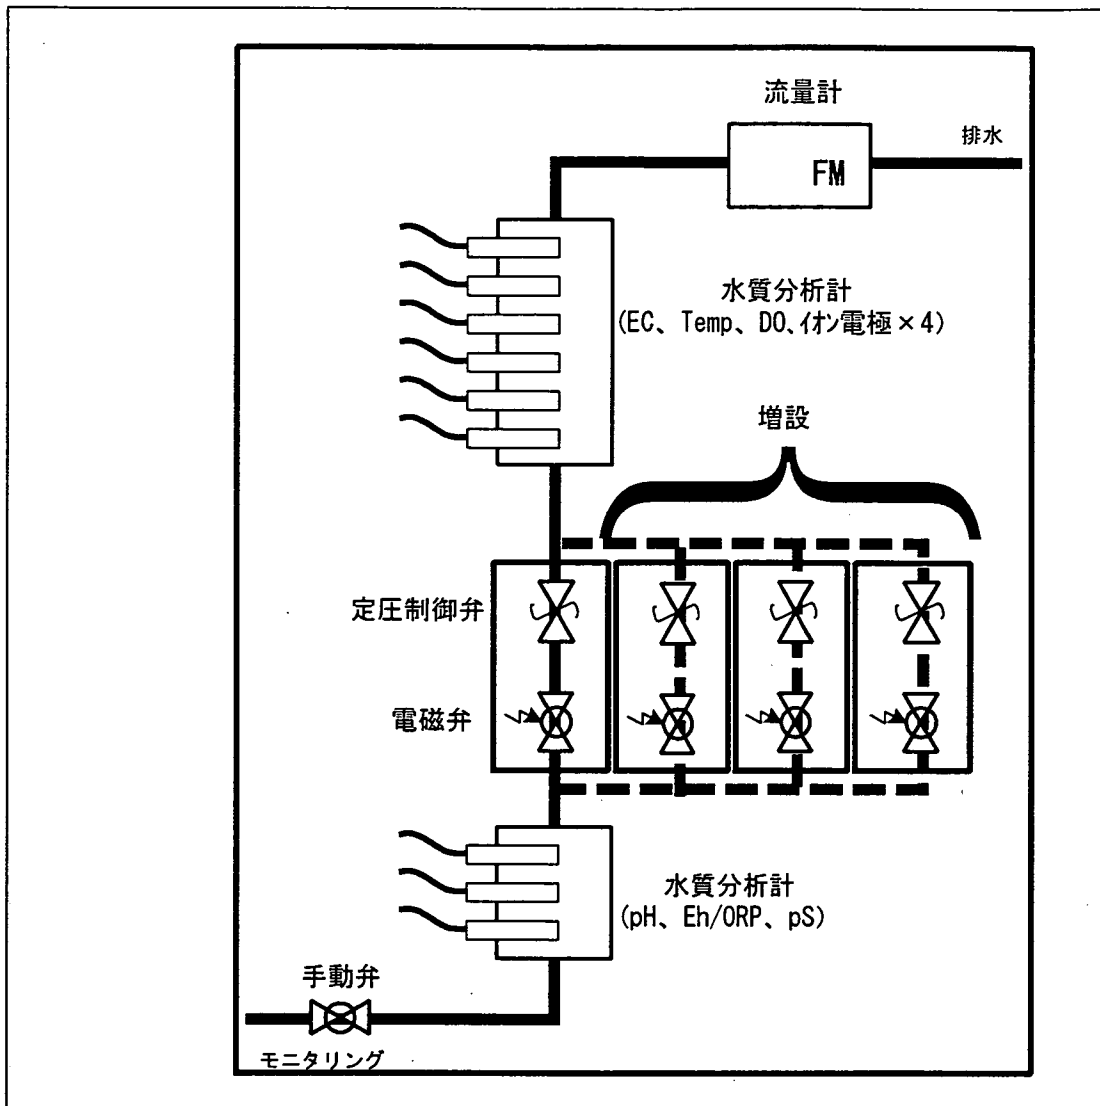 流量計
排水
FM
水質分析計
(EC、Temp、DO、ｲｵﾝ電極×4)
増設
定圧制御弁
電磁弁
水質分析計
(pH、Eh/ORP、pS)
手動弁
モニタリング